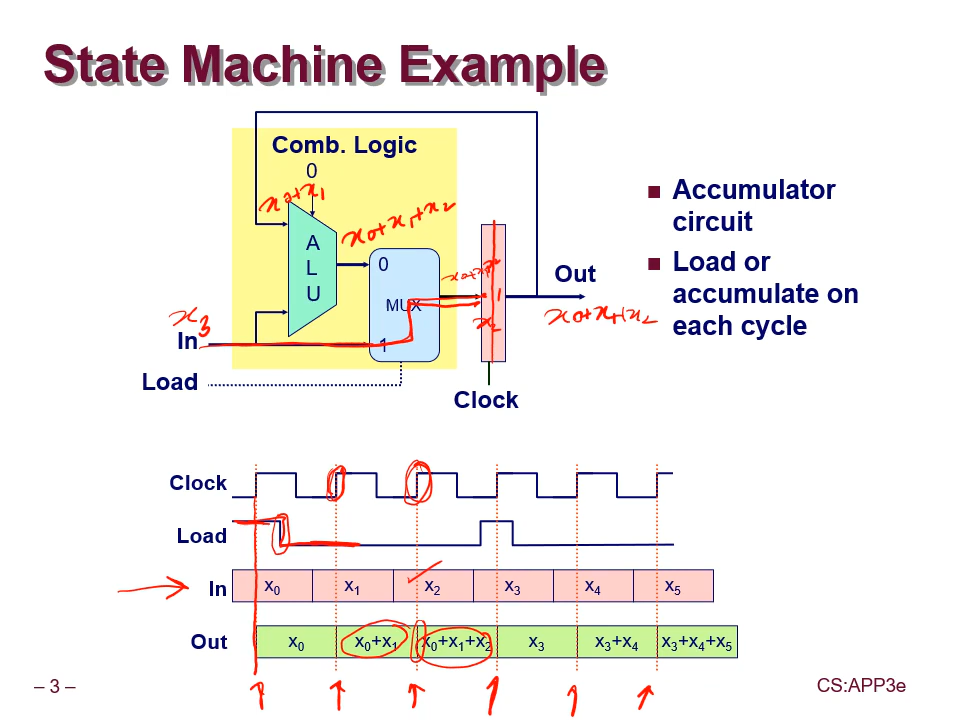 State Machine Example
Comb. Logic
0
x0+x1
A
L
U
x0+x1+x2
0
MUX
1
x2
Out
x0+x1+x2
x3
In
Load
Clock
■ Accumulator
circuit
■ Load or
accumulate on
each cycle
Clock
Load
In x₀ x₁ x₂ x₃ x₄ x₅
Out x₀ x₀+x₁ x₀+x₁+x₂ x₃ x₃+x₄ x₃+x₄+x₅
– 3 –
CS:APP3e